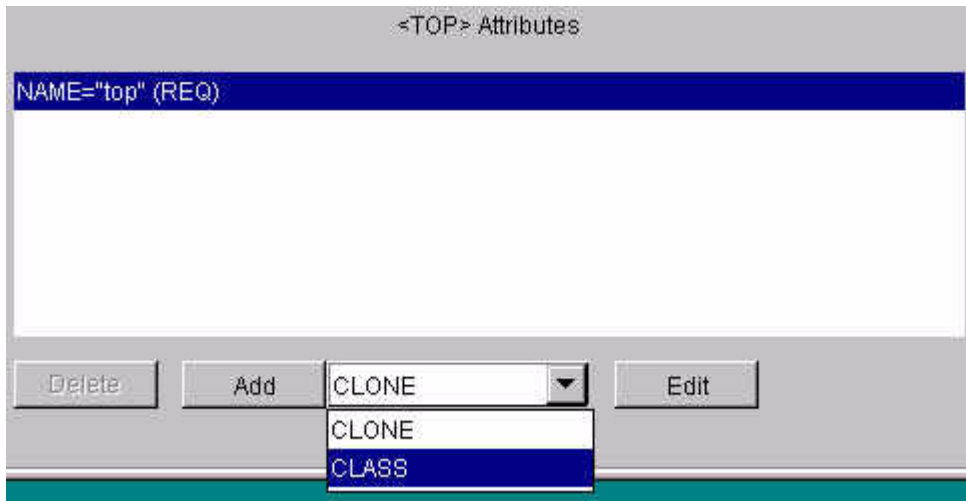 <TOP> Attributes
NAME="top" (REQ)
Delete Add CLONE Edit
CLONE
CLASS